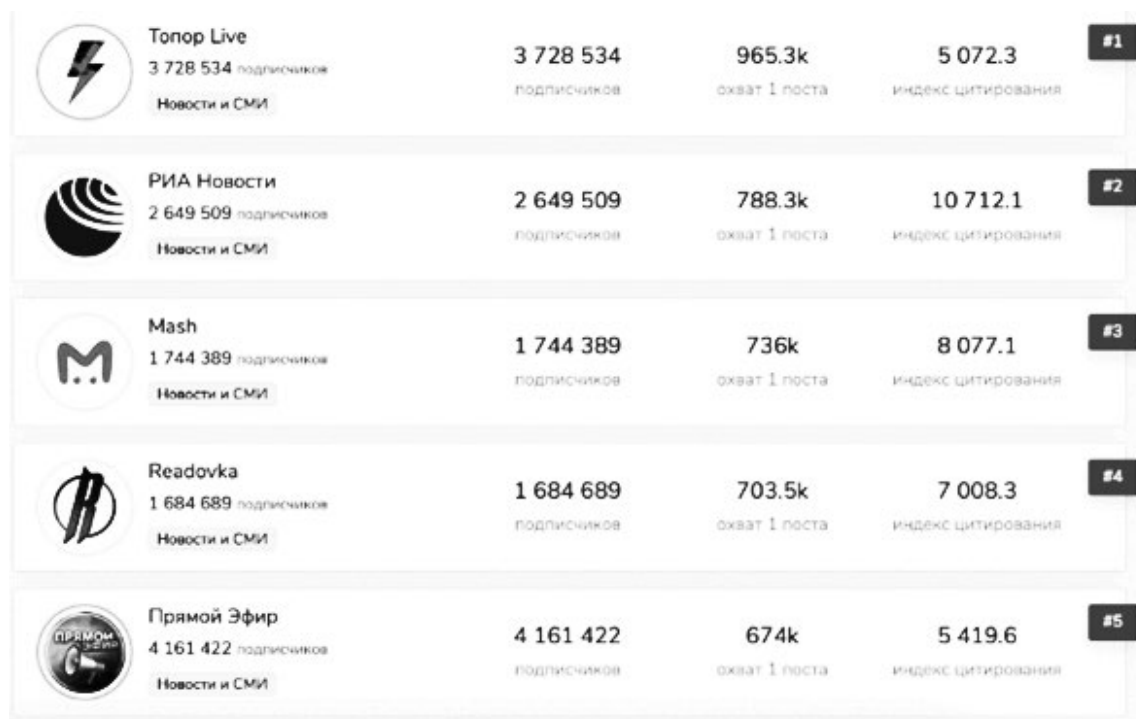 Топор Live
3 728 534 подписчиков
Новости и СМИ
3 728 534
подписчиков
965.3k
охват 1 поста
5 072.3
индекс цитирования
#1
РИА Новости
2 649 509 подписчиков
Новости и СМИ
2 649 509
подписчиков
788.3k
охват 1 поста
10 712.1
индекс цитирования
#2
Mash
1 744 389 подписчиков
Новости и СМИ
1 744 389
подписчиков
736k
охват 1 поста
8 077.1
индекс цитирования
#3
Readovka
1 684 689 подписчиков
Новости и СМИ
1 684 689
подписчиков
703.5k
охват 1 поста
7 008.3
индекс цитирования
#4
ПРЯМОЙ
ЭФИР
Прямой Эфир
4 161 422 подписчиков
Новости и СМИ
4 161 422
подписчиков
674k
охват 1 поста
5 419.6
индекс цитирования
#5